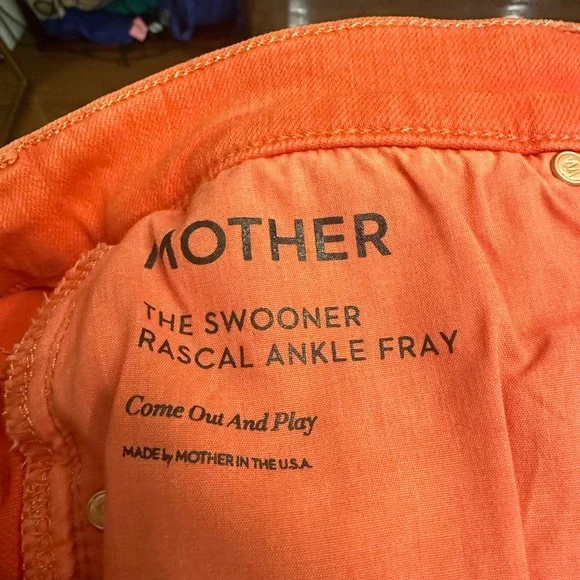 MOTHER
THE SWOONER
RASCAL ANKLE FRAY
Come Out And Play
MADE by MOTHER IN THE U.S.A.